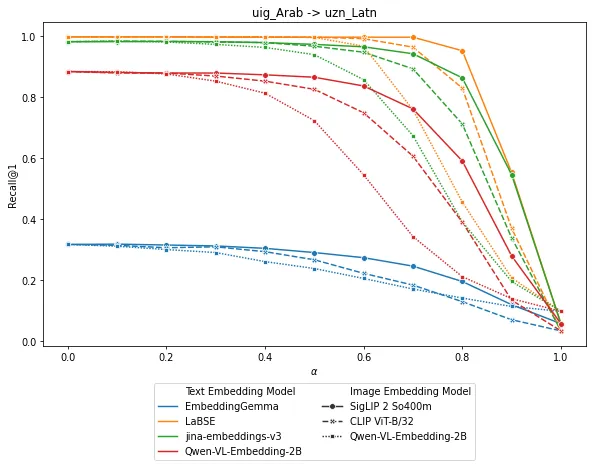 uig_Arab -> uzn_Latn
Recall@1
1.0
0.8
0.6
0.4
0.2
0.0
0.0 0.2 0.4 0.6 0.8 1.0
α
Text Embedding Model Image Embedding Model
EmbeddingGemma SigLIP 2 So400m
LaBSE CLIP ViT-B/32
jina-embeddings-v3 Qwen-VL-Embedding-2B
Qwen-VL-Embedding-2B